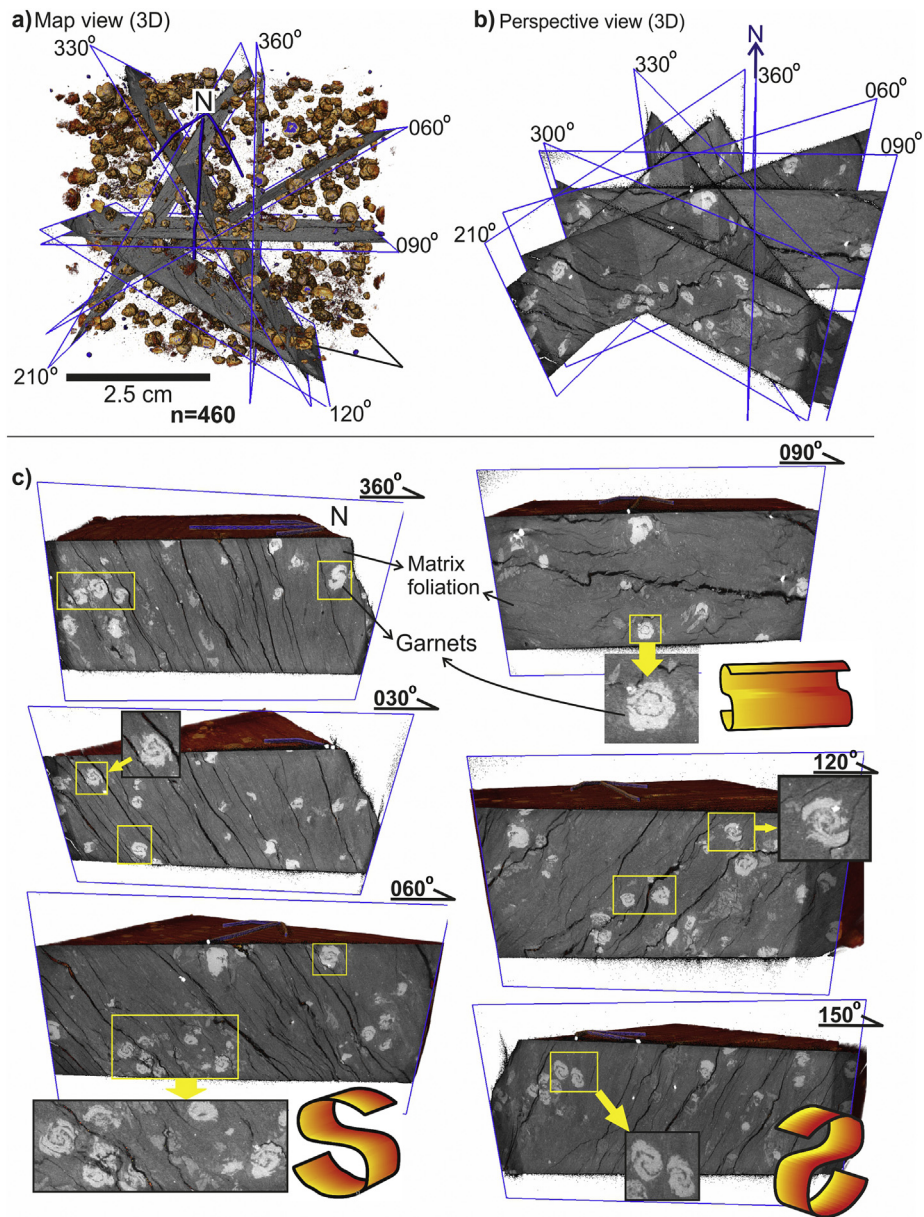 a) Map view (3D)
330°
360°
N
060°
090°
210°
120°
2.5 cm
n=460
b) Perspective view (3D)
N
330°
360°
060°
300°
090°
210°
c)
360°
N
Matrix
foliation
Garnets
090°
030°
120°
060°
150°